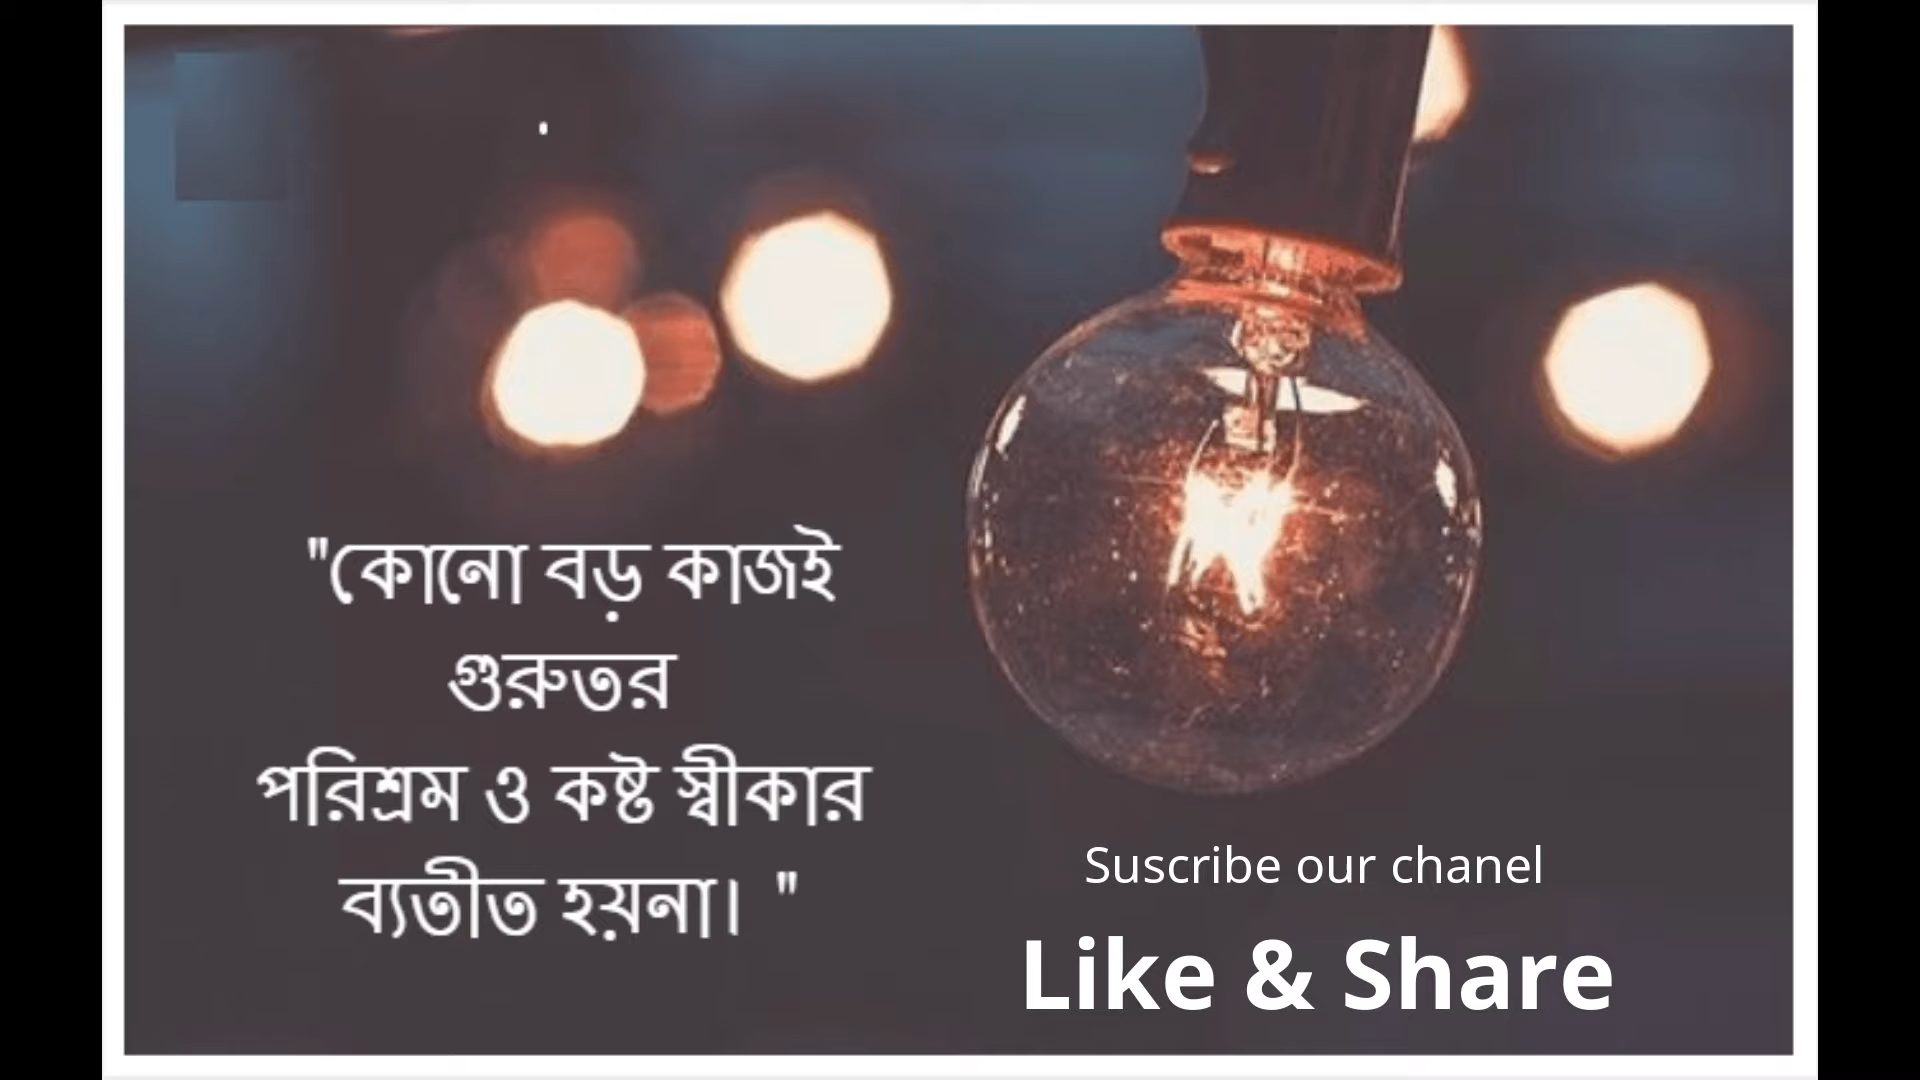 "কোনো বড় কাজই
গুরুতর
পরিশ্রম ও কষ্ট স্বীকার
ব্যতীত হয়না। "
Suscribe our chanel
Like & Share